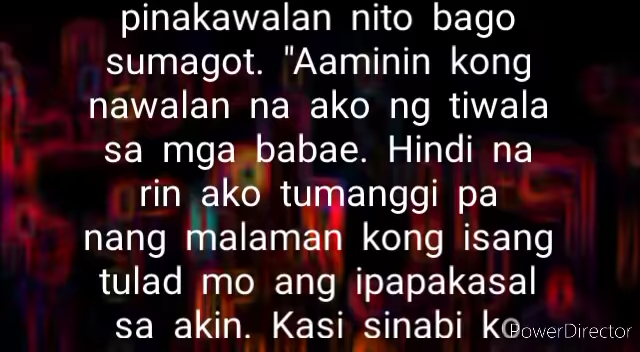 pinakawalan nito bago
sumagot. "Aaminin kong
nawalan na ako ng tiwala
sa mga babae. Hindi na
rin ako tumanggi pa
nang malaman kong isang
tulad mo ang ipapakasal
sa akin. Kasi sinabi ko
PowerDirector